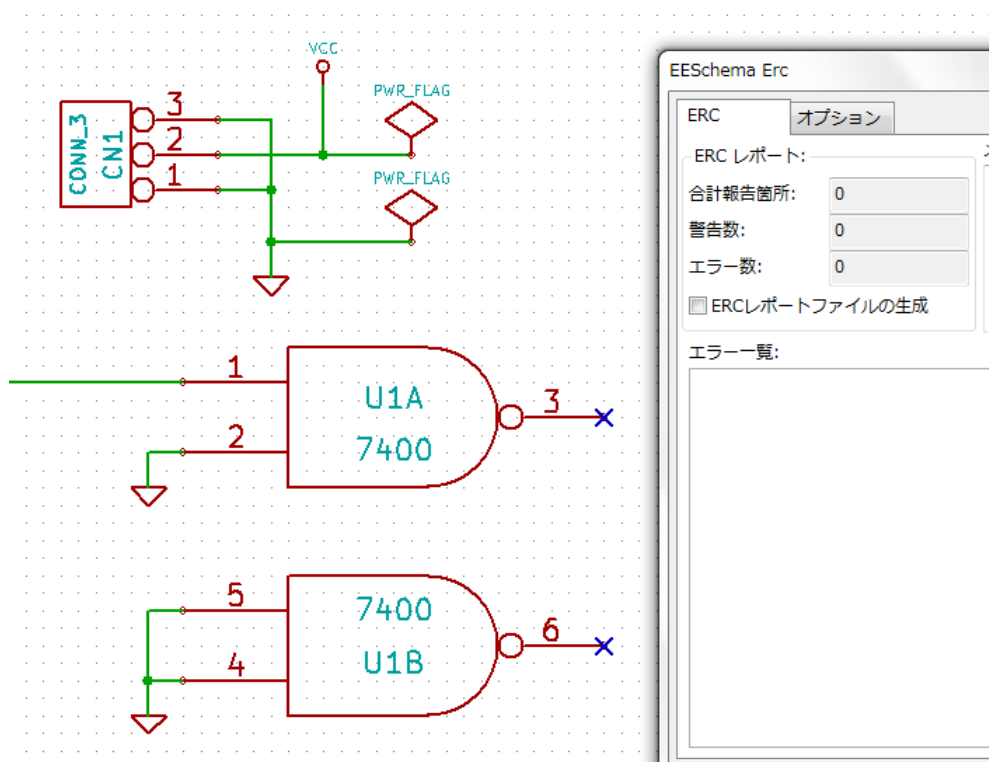 VCC
PWR_FLAG
CONN_3
CN1
3
2
1
PWR_FLAG
1
2
U1A
7400
3
5
4
7400
U1B
6
EESchema Erc
ERC
オプション
ERC レポート:
合計報告箇所: 0
警告数: 0
エラー数: 0
ERCレポートファイルの生成
エラー一覧: